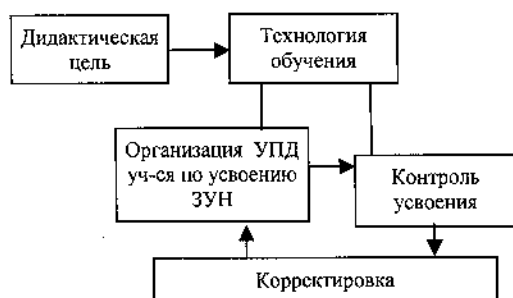 Дидактическая
цель
Технология
обучения
Организация УПД
уч-ся по усвоению
ЗУН
Контроль
усвоения
Корректировка